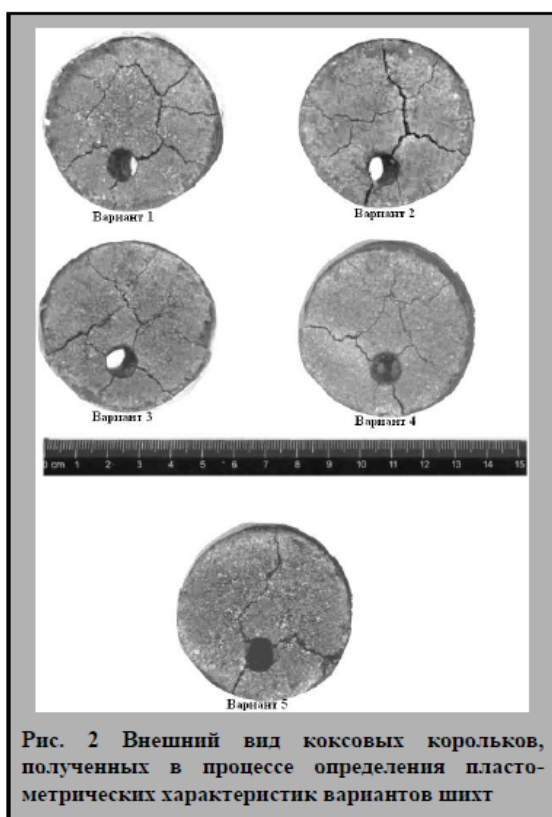 Вариант 1
Вариант 2
Вариант 3
Вариант 4
0 cm 1 2 3 4 5 6 7 8 9 10 11 12 13 14 15
Вариант 5
Рис. 2 Внешний вид коксовых корольков,
полученных в процессе определения пласто-
метрических характеристик вариантов шихт